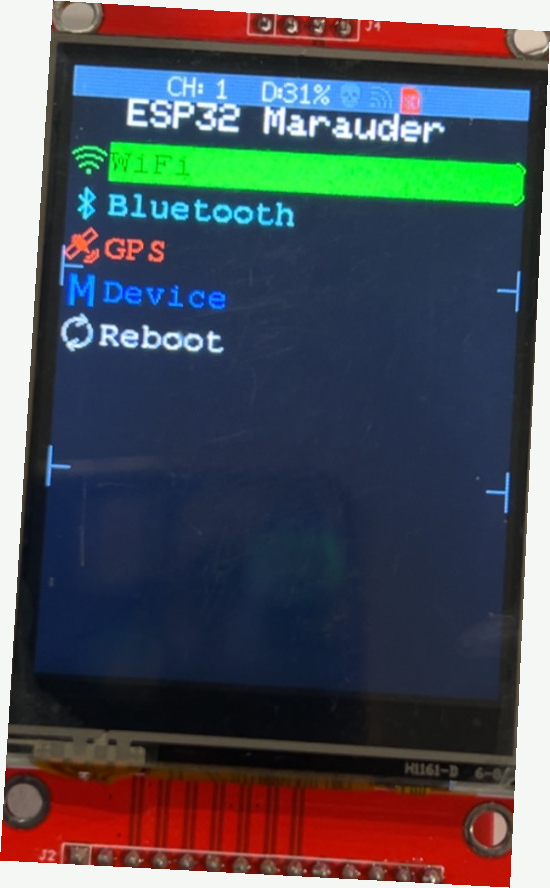 J4
CH: 1 D:31%
ESP32 Marauder
WiFi
Bluetooth
GPS
Device
Reboot
H1161-D
J2